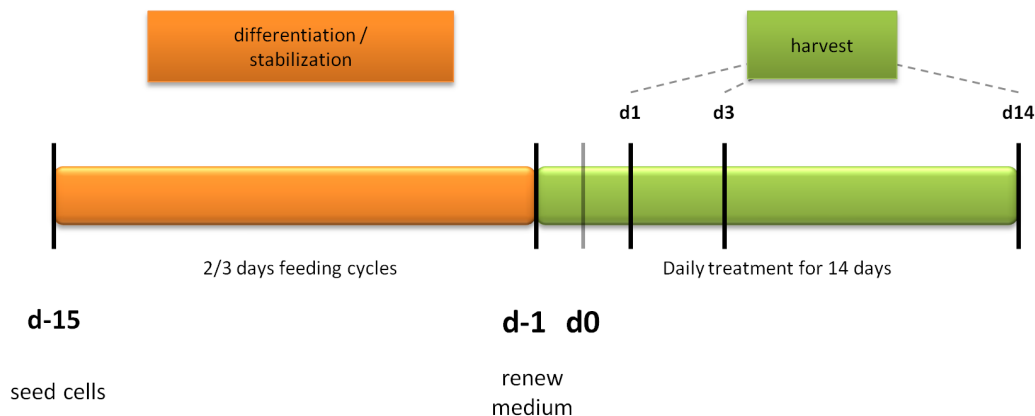 differentiation /
stabilization
harvest
d1
d3
d14
2/3 days feeding cycles
Daily treatment for 14 days
d-15
d-1
d0
seed cells
renew
medium